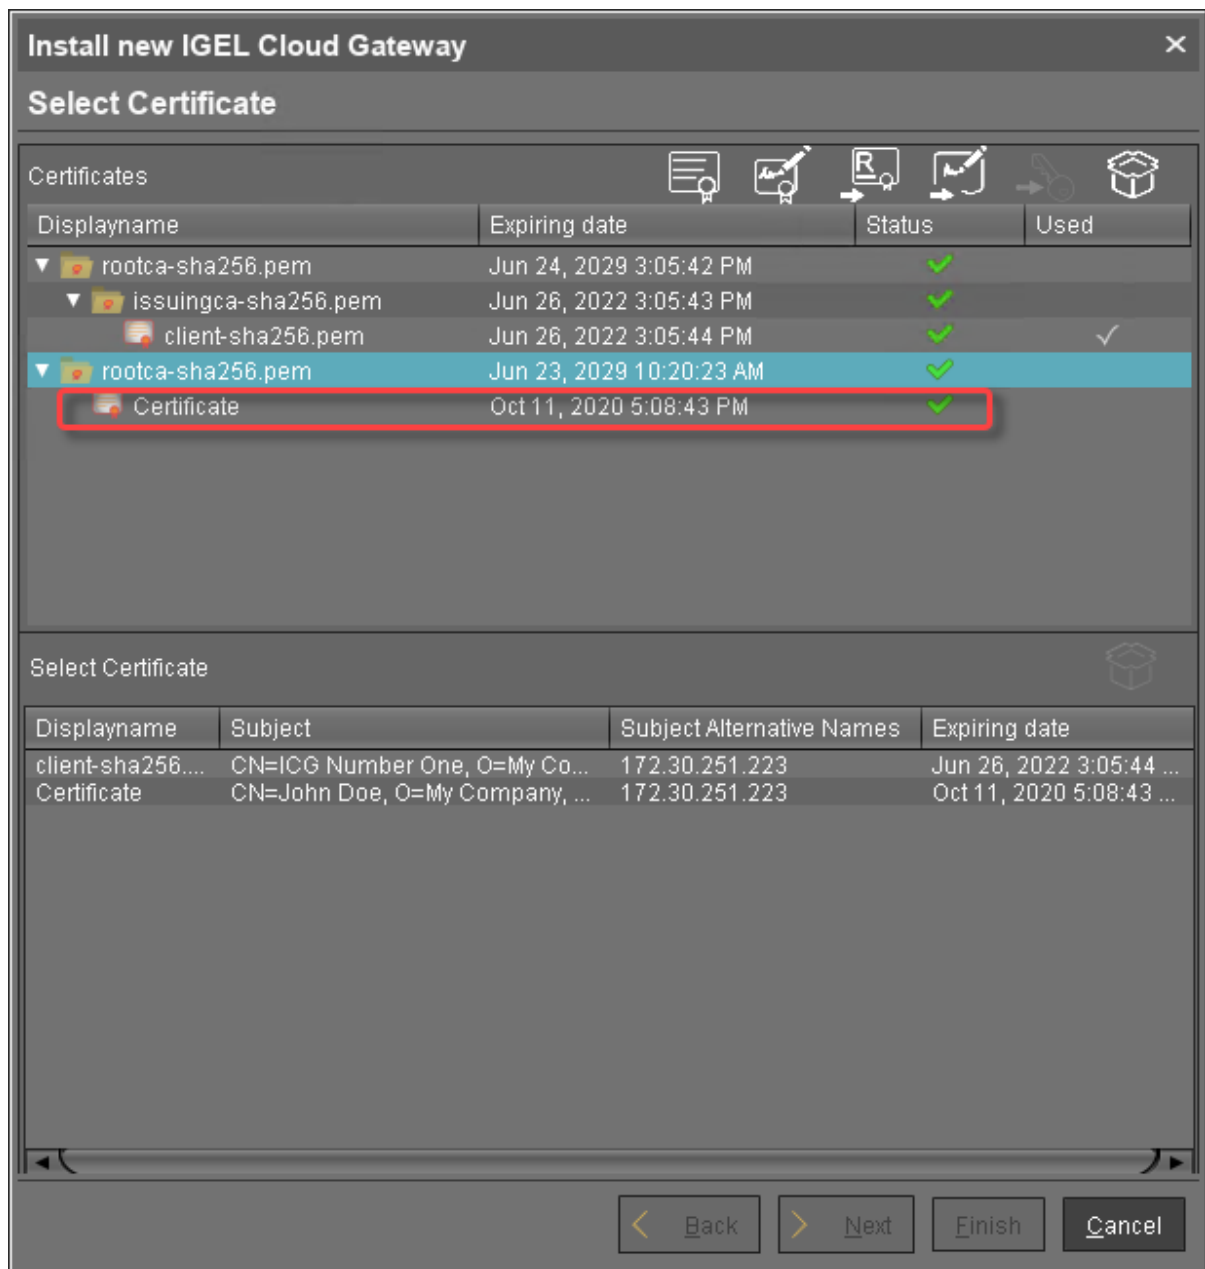 Install new IGEL Cloud Gateway
Select Certificate
Certificates
Displayname Expiring date Status Used
rootca-sha256.pem Jun 24, 2029 3:05:42 PM
issuingca-sha256.pem Jun 26, 2022 3:05:43 PM
client-sha256.pem Jun 26, 2022 3:05:44 PM
rootca-sha256.pem Jun 23, 2029 10:20:23 AM
Certificate Oct 11, 2020 5:08:43 PM
Select Certificate
Displayname Subject Subject Alternative Names Expiring date
client-sha256.... CN=ICG Number One, O=My Co... 172.30.251.223 Jun 26, 2022 3:05:44 ...
Certificate CN=John Doe, O=My Company, ... 172.30.251.223 Oct 11, 2020 5:08:43 ...
Back Next Finish Cancel